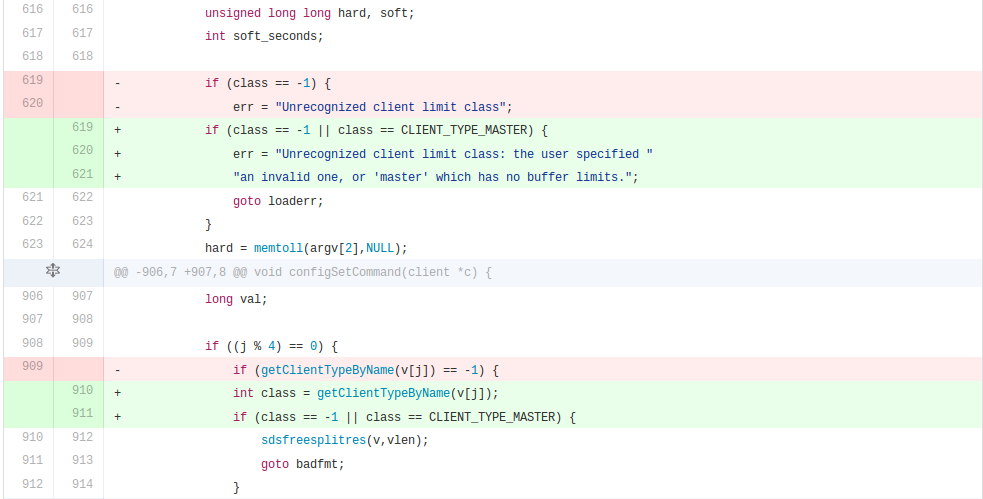 616 616 unsigned long long hard, soft;
617 617 int soft_seconds;
618 618
619 - if (class == -1) {
620 - err = "Unrecognized client limit class";
619 + if (class == -1 || class == CLIENT_TYPE_MASTER) {
620 + err = "Unrecognized client limit class: the user specified "
621 + "an invalid one, or 'master' which has no buffer limits.";
621 622 goto loaderr;
622 623 }
623 624 hard = memtoll(argv[2],NULL);
@@ -906,7 +907,8 @@ void configSetCommand(client *c) {
906 907 long val;
907 908
908 909 if ((j % 4) == 0) {
909 - if (getClientTypeByName(v[j]) == -1) {
910 + int class = getClientTypeByName(v[j]);
911 + if (class == -1 || class == CLIENT_TYPE_MASTER) {
910 912 sdsfreesplitres(v,vlen);
911 913 goto badfmt;
912 914 }